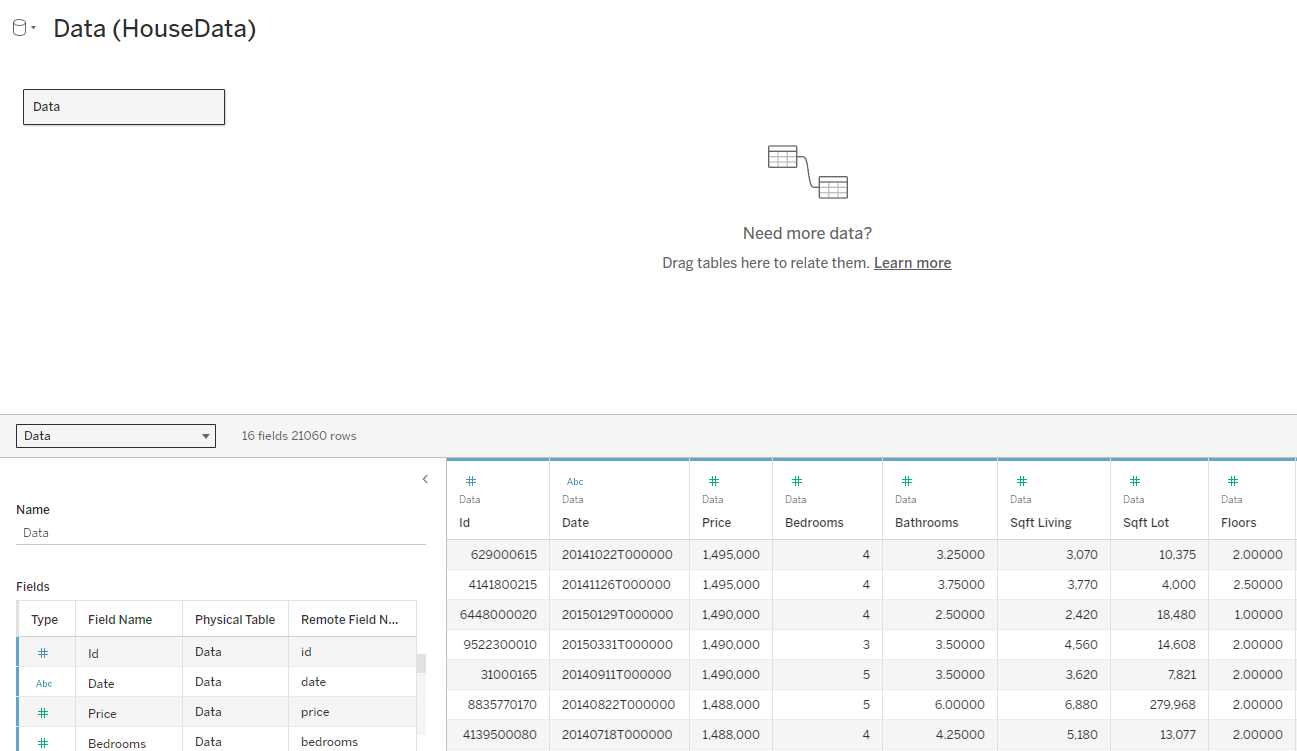 Data (HouseData)
Data
Need more data?
Drag tables here to relate them. Learn more
Data 16 fields 21060 rows
Name
Data
Fields
Type Field Name Physical Table Remote Field N...
# Id Data id
Abc Date Data date
# Price Data price
# Bedrooms Data bedrooms
# Abc # # # # # #
Data Data Data Data Data Data Data Data
Id Date Price Bedrooms Bathrooms Sqft Living Sqft Lot Floors
629000615 20141022T000000 1,495,000 4 3.25000 3,070 10,375 2.00000
4141800215 20141126T000000 1,495,000 4 3.75000 3,770 4,000 2.50000
6448000020 20150129T000000 1,490,000 4 2.50000 2,420 18,480 1.00000
9522300010 20150331T000000 1,490,000 3 3.50000 4,560 14,608 2.00000
31000165 20140911T000000 1,490,000 5 3.50000 3,620 7,821 2.00000
8835770170 20140822T000000 1,488,000 5 6.00000 6,880 279,968 2.00000
4139500080 20140718T000000 1,488,000 4 4.25000 5,180 13,077 2.00000